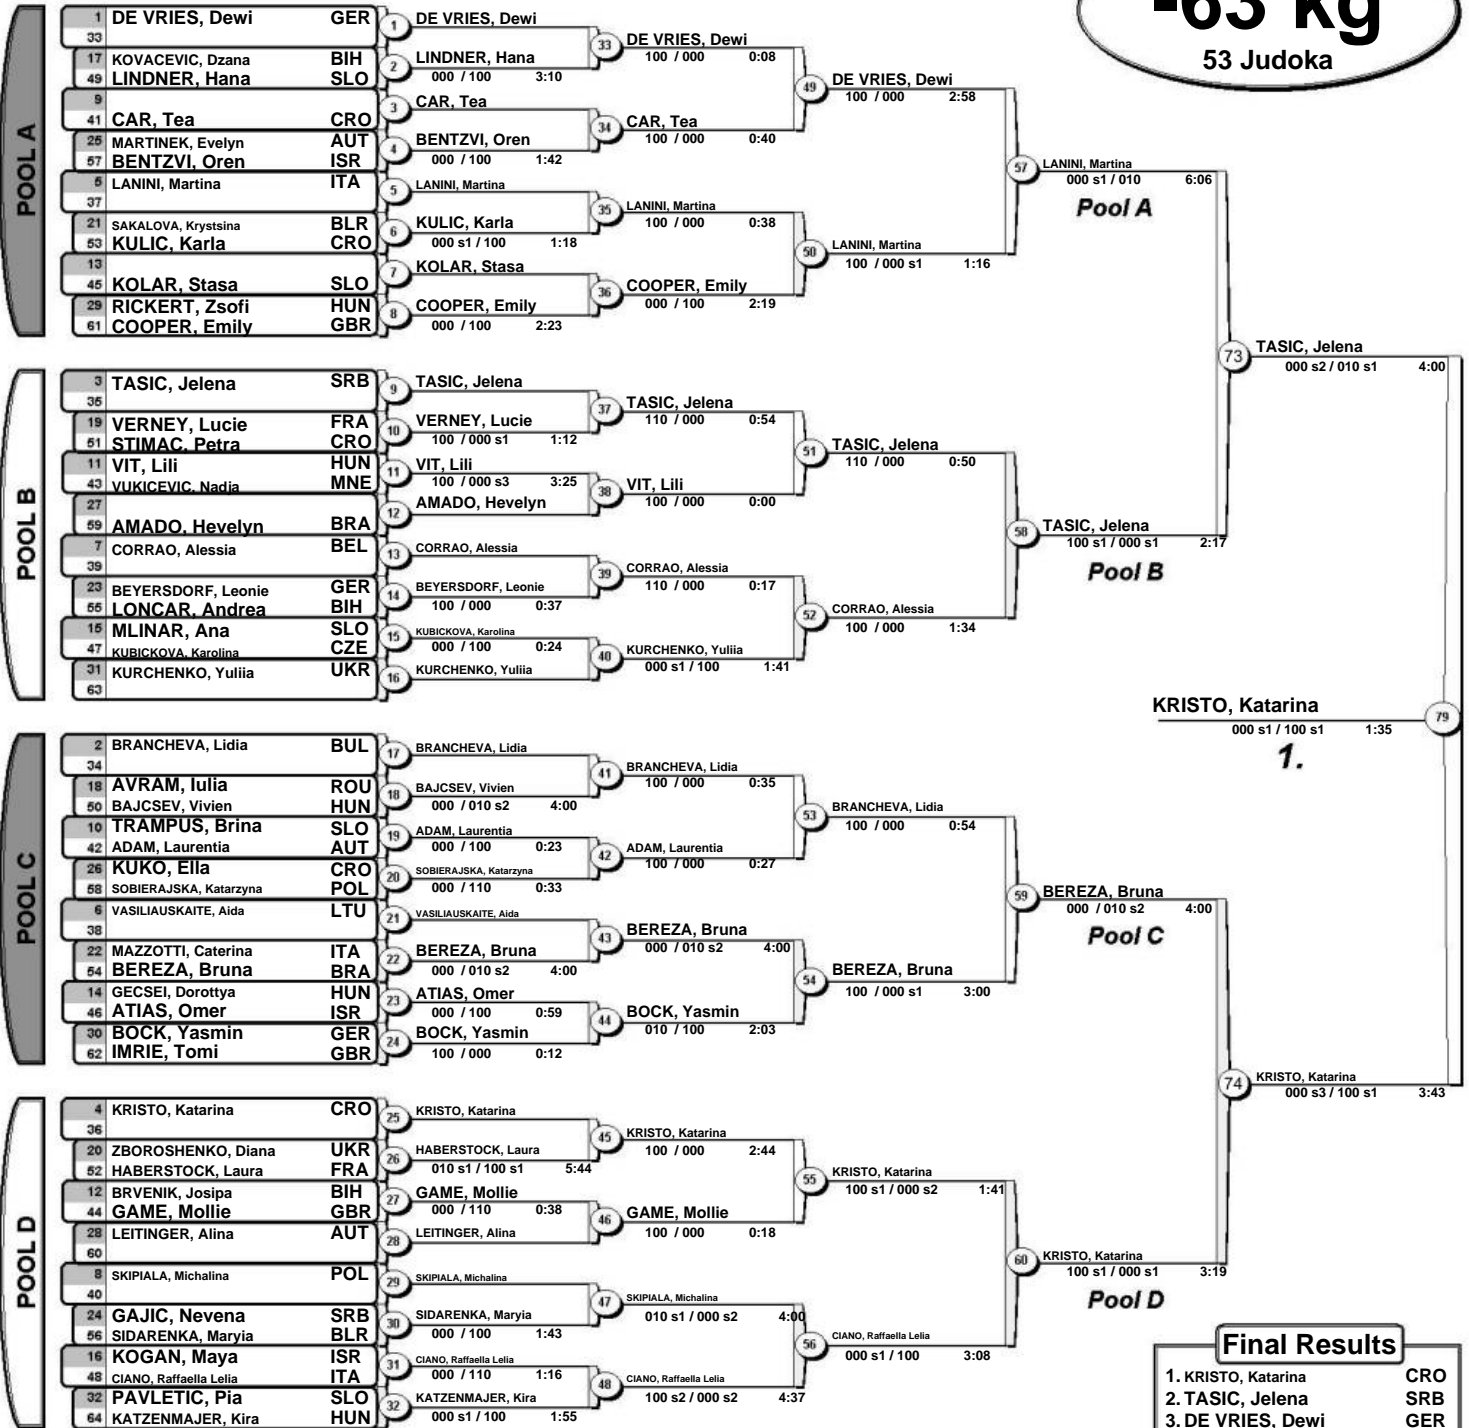 -63 kg
53 Judoka
POOL A
1 DE VRIES, Dewi GER
33
17 KOVACEVIC, Dzana BIH
49 LINDNER, Hana SLO
9
41 CAR, Tea CRO
25 MARTINEK, Evelyn AUT
57 BENTZVI, Oren ISR
5 LANINI, Martina ITA
37
21 SAKALOVA, Krystsina BLR
53 KULIC, Karla CRO
13
45 KOLAR, Stasa SLO
29 RICKERT, Zsofi HUN
61 COOPER, Emily GBR
1 DE VRIES, Dewi
2 LINDNER, Hana
000 / 100 3:10
3 CAR, Tea
4 BENTZVI, Oren
000 / 100 1:42
5 LANINI, Martina
6 KULIC, Karla
000 s1 / 100 1:18
7 KOLAR, Stasa
8 COOPER, Emily
000 / 100 2:23
33 DE VRIES, Dewi
100 / 000 0:08
34 CAR, Tea
100 / 000 0:40
35 LANINI, Martina
100 / 000 0:38
36 COOPER, Emily
000 / 100 2:19
49 DE VRIES, Dewi
100 / 000 2:58
50 LANINI, Martina
100 / 000 s1 1:16
57 LANINI, Martina
000 s1 / 010 6:06
Pool A
POOL B
3 TASIC, Jelena SRB
35
19 VERNEY, Lucie FRA
51 STIMAC, Petra CRO
11 VIT, Lili HUN
43 VUKICEVIC, Nadja MNE
27
59 AMADO, Hevelyn BRA
7 CORRAO, Alessia BEL
39
23 BEYERSDORF, Leonie GER
55 LONCAR, Andrea BIH
15 MLINAR, Ana SLO
47 KUBICKOVA, Karolina CZE
31 KURCHENKO, Yuliia UKR
63
9 TASIC, Jelena
10 VERNEY, Lucie
100 / 000 s1 1:12
11 VIT, Lili
100 / 000 s3 3:25
12 AMADO, Hevelyn
13 CORRAO, Alessia
14 BEYERSDORF, Leonie
100 / 000 0:37
15 KUBICKOVA, Karolina
000 / 100 0:24
16 KURCHENKO, Yuliia
37 TASIC, Jelena
110 / 000 0:54
38 VIT, Lili
100 / 000 0:00
39 CORRAO, Alessia
110 / 000 0:17
40 KURCHENKO, Yuliia
000 s1 / 100 1:41
51 TASIC, Jelena
110 / 000 0:50
52 CORRAO, Alessia
100 / 000 1:34
58 TASIC, Jelena
100 s1 / 000 s1 2:17
Pool B
73 TASIC, Jelena
000 s2 / 010 s1 4:00
KRISTO, Katarina
79
000 s1 / 100 s1 1:35
1.
POOL C
2 BRANCHEVA, Lidia BUL
34
18 AVRAM, Iulia ROU
50 BAJCSEV, Vivien HUN
10 TRAMPUS, Brina SLO
42 ADAM, Laurentia AUT
26 KUKO, Ella CRO
58 SOBIERAJSKA, Katarzyna POL
6 VASILIAUSKAITE, Aida LTU
38
22 MAZZOTTI, Caterina ITA
54 BEREZA, Bruna BRA
14 GECSEI, Dorottya HUN
46 ATIAS, Omer ISR
30 BOCK, Yasmin GER
62 IMRIE, Tomi GBR
17 BRANCHEVA, Lidia
18 BAJCSEV, Vivien
000 / 010 s2 4:00
19 ADAM, Laurentia
000 / 100 0:23
20 SOBIERAJSKA, Katarzyna
000 / 110 0:33
21 VASILIAUSKAITE, Aida
22 BEREZA, Bruna
000 / 010 s2 4:00
23 ATIAS, Omer
000 / 100 0:59
24 BOCK, Yasmin
100 / 000 0:12
41 BRANCHEVA, Lidia
100 / 000 0:35
42 ADAM, Laurentia
100 / 000 0:27
43 BEREZA, Bruna
000 / 010 s2 4:00
44 BOCK, Yasmin
010 / 100 2:03
53 BRANCHEVA, Lidia
100 / 000 0:54
54 BEREZA, Bruna
100 / 000 s1 3:00
59 BEREZA, Bruna
000 / 010 s2 4:00
Pool C
74 KRISTO, Katarina
000 s3 / 100 s1 3:43
POOL D
4 KRISTO, Katarina CRO
36
20 ZBOROSHENKO, Diana UKR
52 HABERSTOCK, Laura FRA
12 BRVENIK, Josipa BIH
44 GAME, Mollie GBR
28 LEITINGER, Alina AUT
60
8 SKIPIALA, Michalina POL
40
24 GAJIC, Nevena SRB
56 SIDARENKA, Maryia BLR
16 KOGAN, Maya ISR
48 CIANO, Raffaella Lelia ITA
32 PAVLETIC, Pia SLO
64 KATZENMAJER, Kira HUN
25 KRISTO, Katarina
26 HABERSTOCK, Laura
010 s1 / 100 s1 5:44
27 GAME, Mollie
000 / 110 0:38
28 LEITINGER, Alina
29 SKIPIALA, Michalina
30 SIDARENKA, Maryia
000 / 100 1:43
31 CIANO, Raffaella Lelia
000 / 110 1:16
32 KATZENMAJER, Kira
000 s1 / 100 1:55
45 KRISTO, Katarina
100 / 000 2:44
46 GAME, Mollie
100 / 000 0:18
47 SKIPIALA, Michalina
010 s1 / 000 s2 4:00
48 CIANO, Raffaella Lelia
100 s2 / 000 s2 4:37
55 KRISTO, Katarina
100 s1 / 000 s2 1:41
56 CIANO, Raffaella Lelia
000 s1 / 100 3:08
60 KRISTO, Katarina
100 s1 / 000 s1 3:19
Pool D
Final Results
1. KRISTO, Katarina CRO
2. TASIC, Jelena SRB
3. DE VRIES, Dewi GER